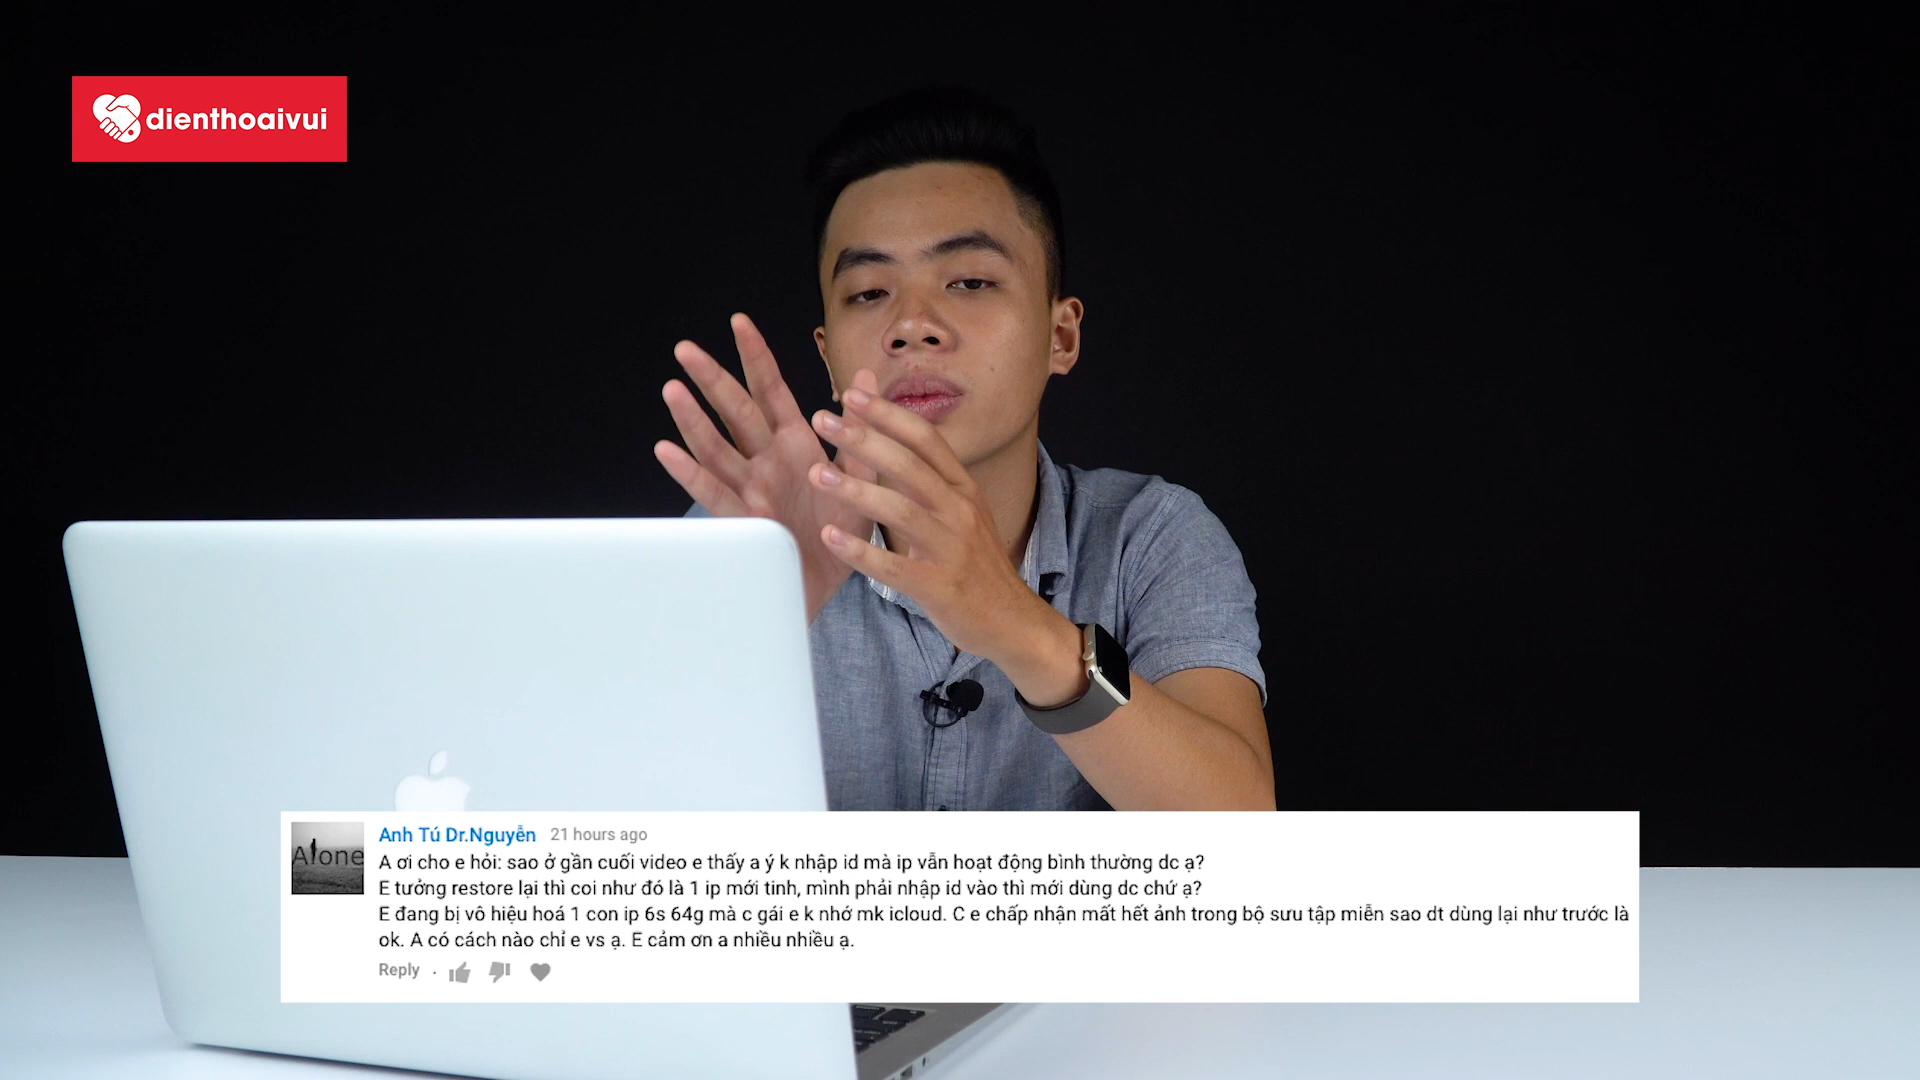 dienthoaivui
Alone
Anh Tú Dr.Nguyễn 21 hours ago
A ơi cho e hỏi: sao ở gần cuối video e thấy a ý k nhập id mà ip vẫn hoạt động bình thường dc ạ?
E tưởng restore lại thì coi như đó là 1 ip mới tinh, mình phải nhập id vào thì mới dùng dc chứ ạ?
E đang bị vô hiệu hoá 1 con ip 6s 64g mà c gái e k nhớ mk icloud. C e chấp nhận mất hết ảnh trong bộ sưu tập miễn sao dt dùng lại như trước là
ok. A có cách nào chỉ e vs ạ. E cảm ơn a nhiều nhiều ạ.
Reply